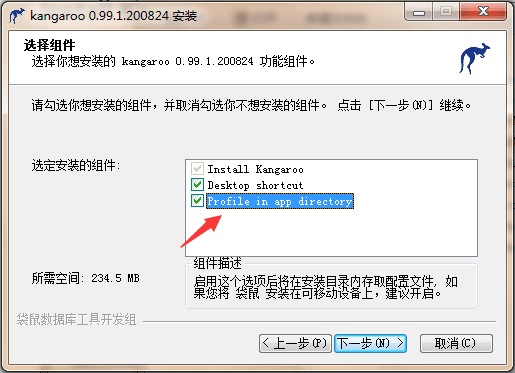 kangaroo 0.99.1.200824 安装
选择组件
选择你想安装的 kangaroo 0.99.1.200824 功能组件。
请勾选你想安装的组件，并取消勾选你不想安装的组件。 点击 [下一步(N)] 继续。
选定安装的组件:
Install Kangaroo
Desktop shortcut
Profile in app directory
组件描述
启用这个选项后将在安装目录内存取配置文件, 如
果您将 袋鼠 安装在可移动设备上，建议开启。
所需空间: 234.5 MB
袋鼠数据库工具开发组
< 上一步(P)
下一步(N) >
取消(C)